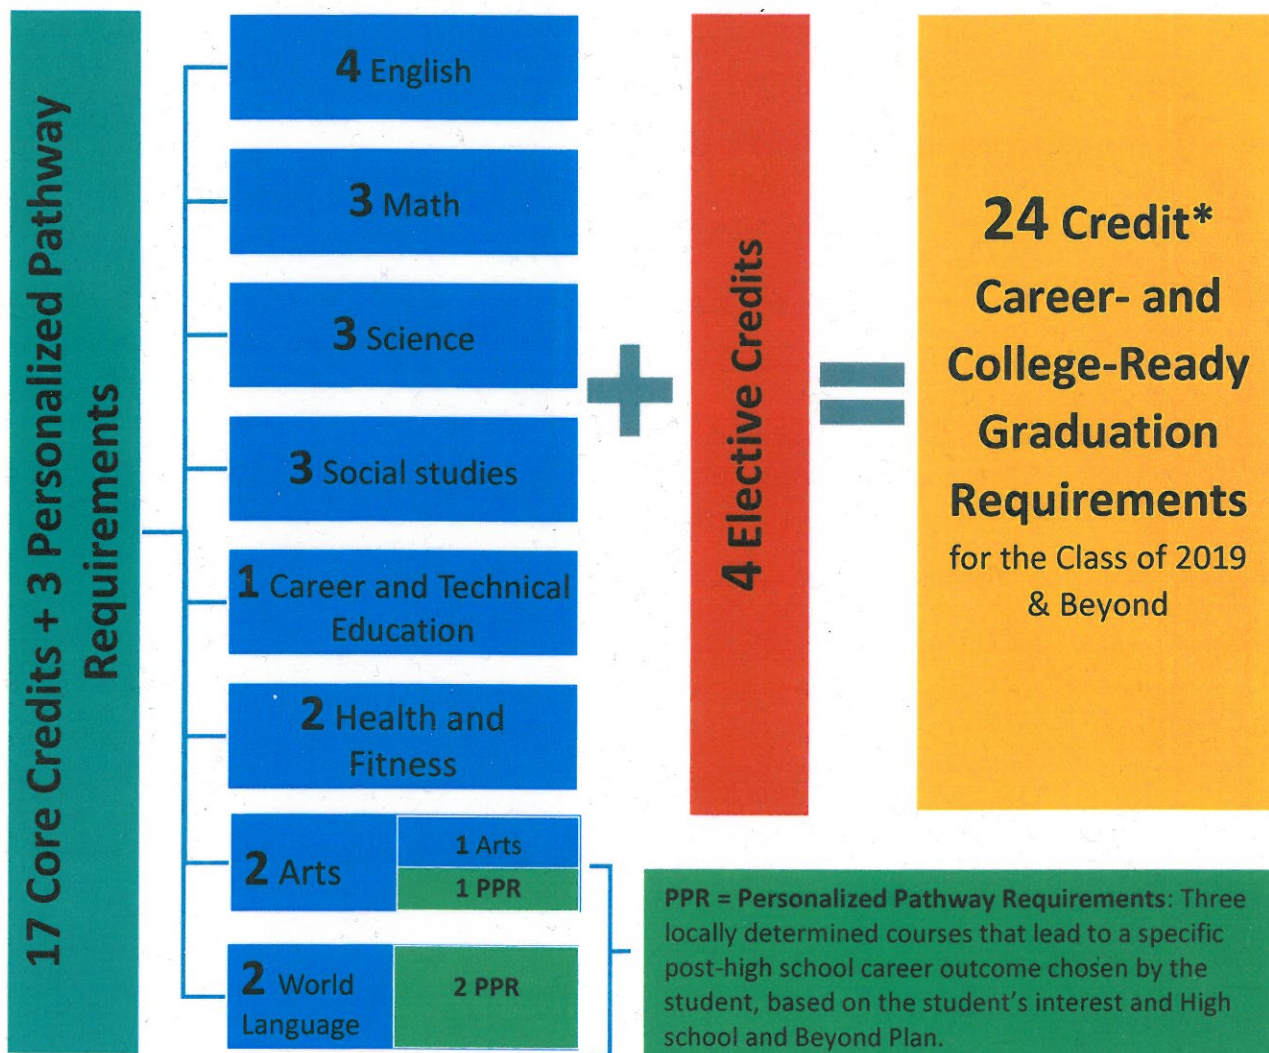 17 Core Credits + 3 Personalized Pathway
Requirements
4 English
3 Math
3 Science
3 Social studies
1 Career and Technical
Education
2 Health and
Fitness
2 Arts
1 Arts
1 PPR
2 World
Language
2 PPR
4 Elective Credits
24 Credit*
Career- and
College-Ready
Graduation
Requirements
for the Class of 2019
& Beyond
PPR = Personalized Pathway Requirements: Three
locally determined courses that lead to a specific
post-high school career outcome chosen by the
student, based on the student's interest and High
school and Beyond Plan.